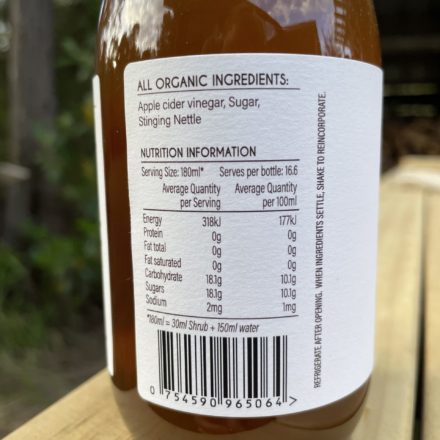 ALL ORGANIC INGREDIENTS:
Apple cider vinegar, Sugar,
Stinging Nettle
NUTRITION INFORMATION
Serving Size: 180ml* Serves per bottle: 16.6
Average Quantity per Serving Average Quantity per 100ml
Energy 318kJ 177kJ
Protein 0g 0g
Fat total 0g 0g
Fat saturated 0g 0g
Carbohydrate 18.1g 10.1g
Sugars 18.1g 10.1g
Sodium 2mg 1mg
*180ml = 30ml Shrub + 150ml water
0 754590 965064 >
REFRIGERATE AFTER OPENING. WHEN INGREDIENTS SETTLE, SHAKE TO REINCORPORATE.